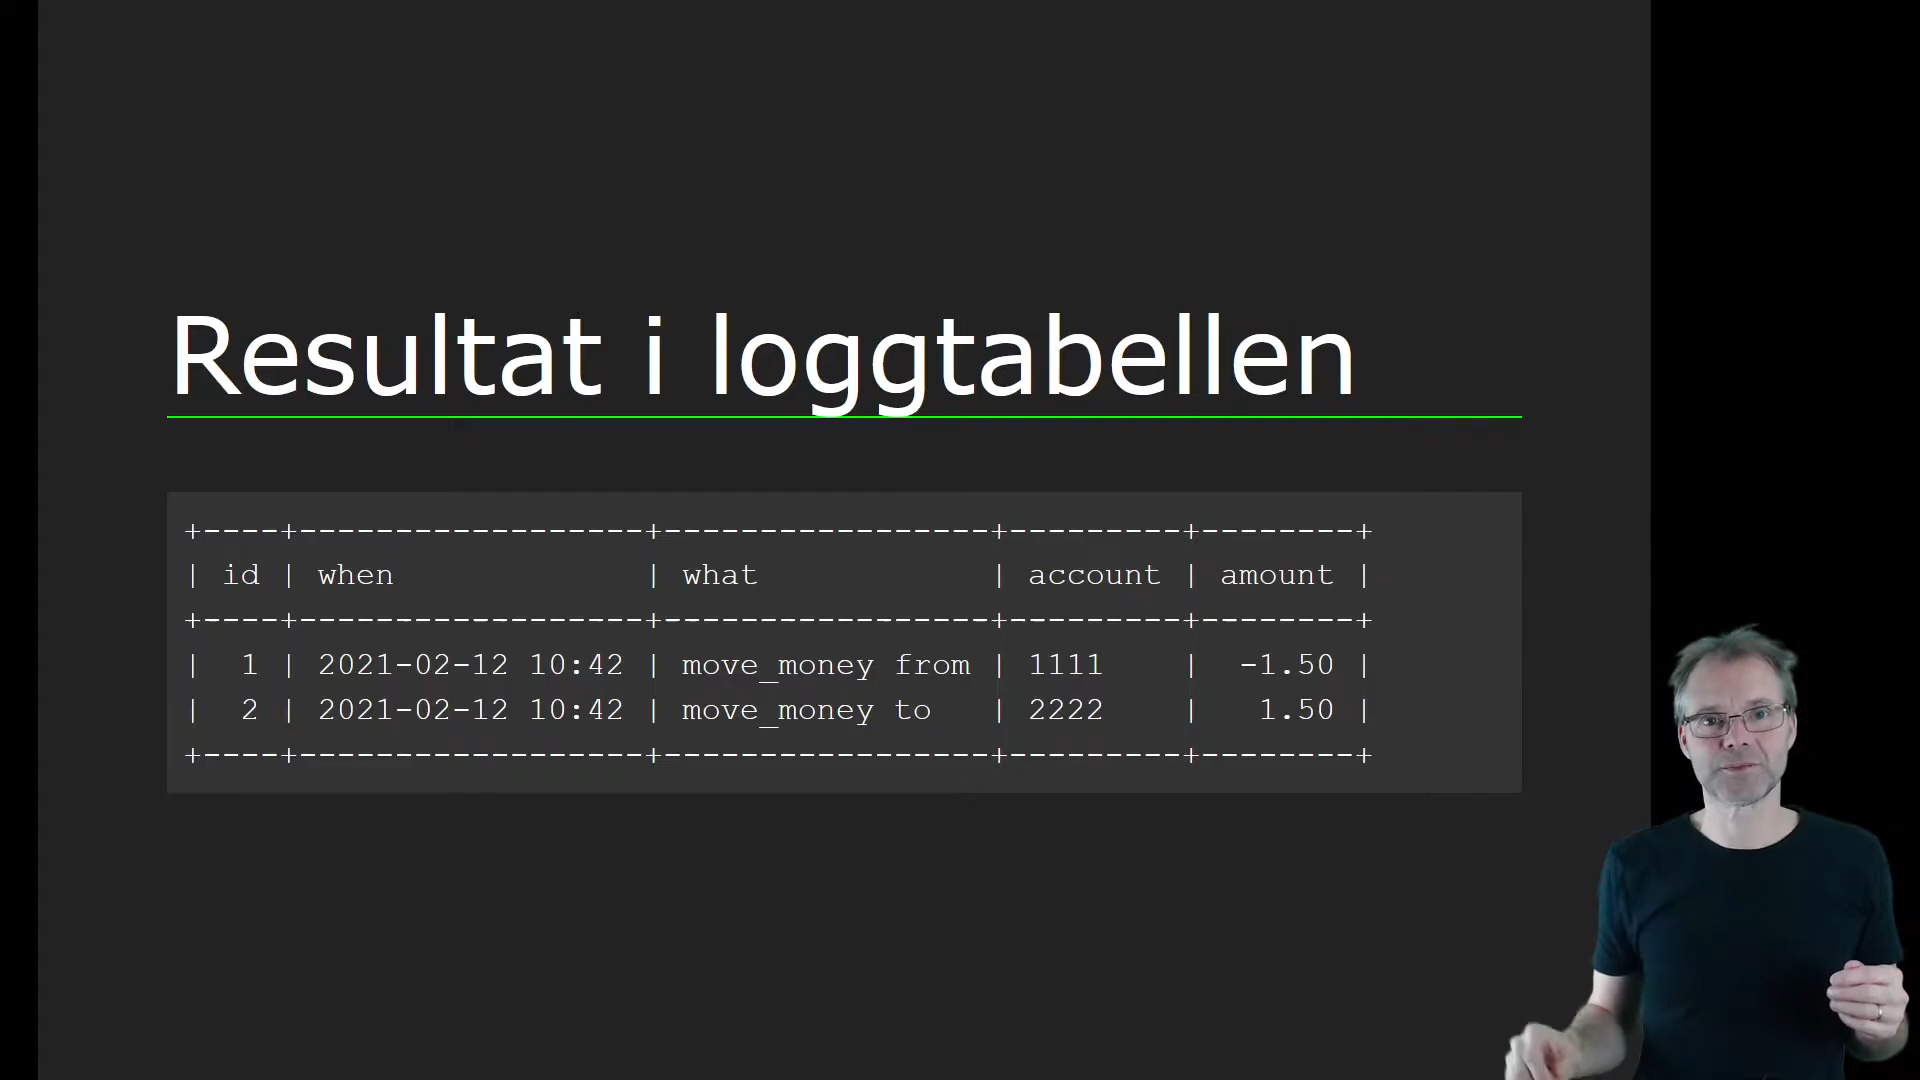 Resultat i loggtabellen
+----+------------------+-----------------+---------+--------+
| id | when             | what            | account | amount |
+----+------------------+-----------------+---------+--------+
|  1 | 2021-02-12 10:42 | move_money from | 1111    |  -1.50 |
|  2 | 2021-02-12 10:42 | move_money to   | 2222    |   1.50 |
+----+------------------+-----------------+---------+--------+